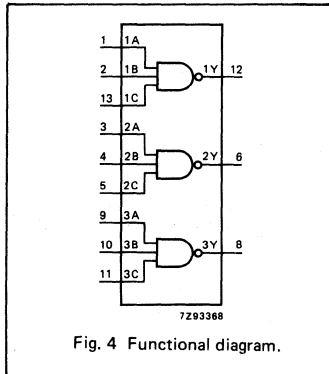 1 1A
2 1B 1Y 12
13 1C
3 2A
4 2B 2Y 6
5 2C
9 3A
10 3B 3Y 8
11 3C
7Z93368
Fig. 4 Functional diagram.